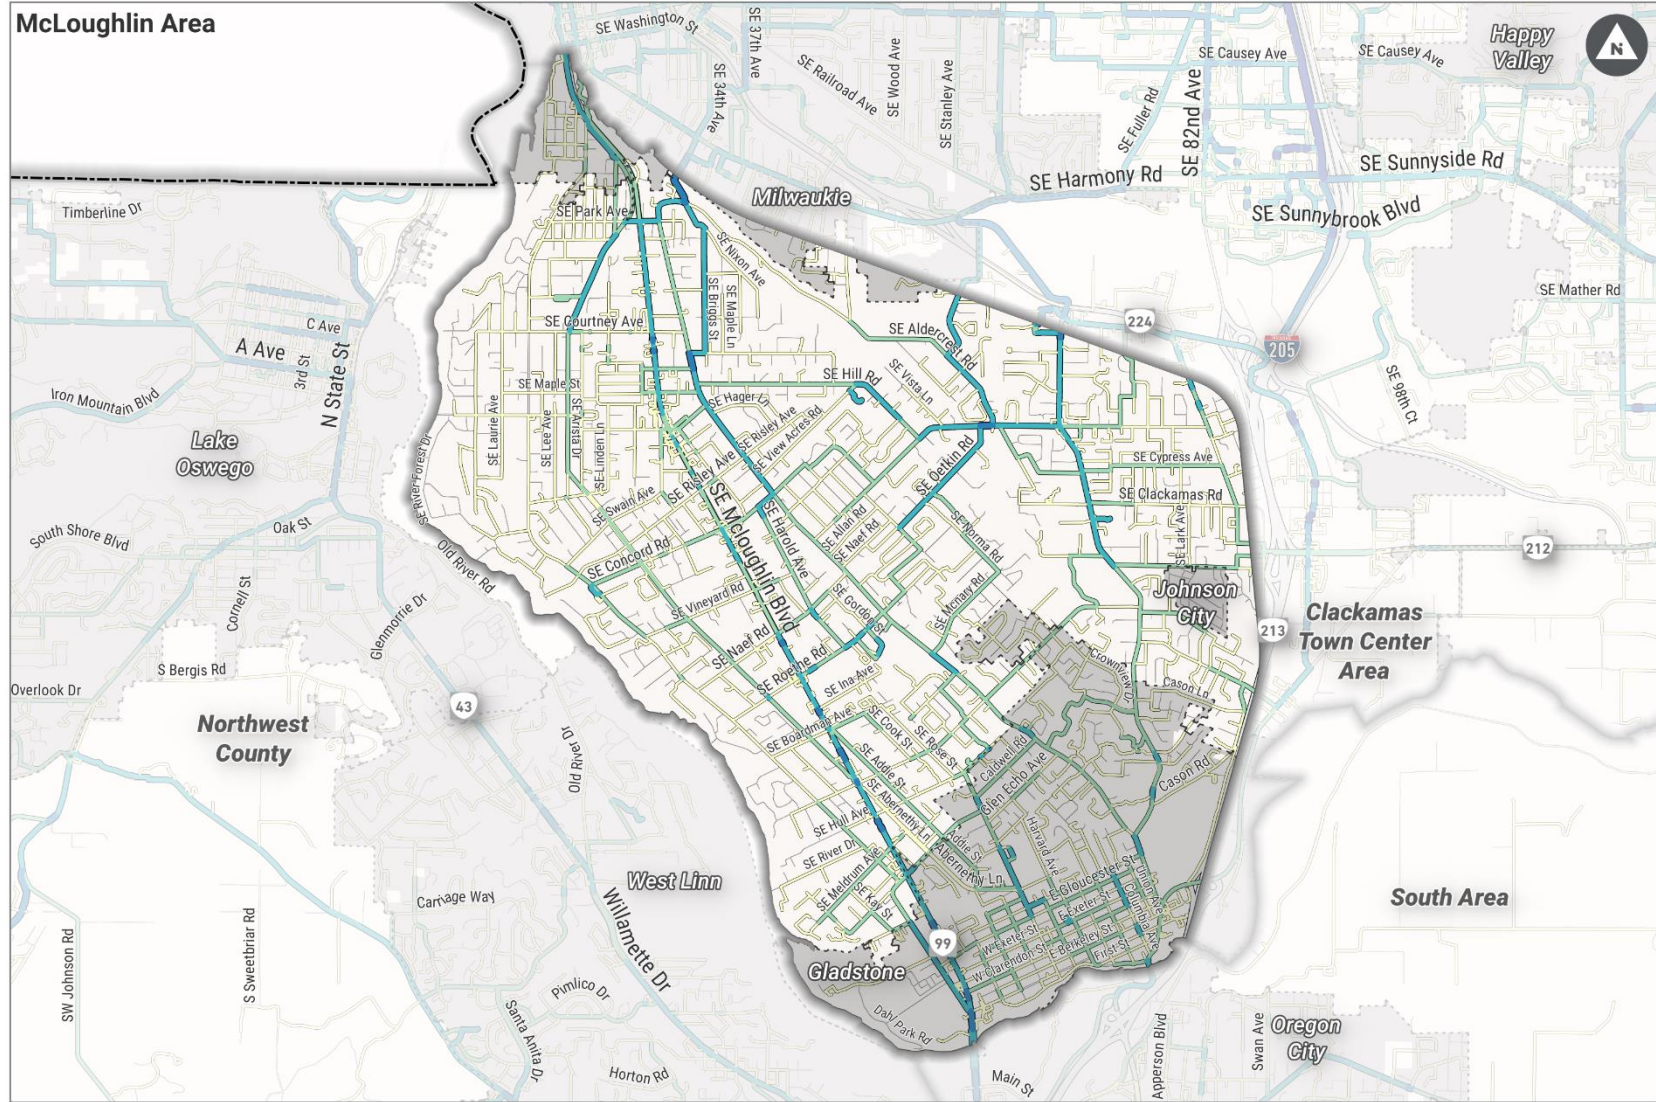 McLoughlin Area
SE Washington St
SE 37th Ave
SE 34th Ave
SE Railroad Ave
SE Wood Ave
SE Stanley Ave
SE Fuller Rd
SE 82nd Ave
SE Causey Ave
SE Causey Ave
Happy
Valley
N
SE Harmony Rd
SE Sunnyside Rd
SE Sunnybrook Blvd
Milwaukie
Timberline Dr
SE Park Ave
SE Nixon Ave
SE Briggs St
SE Maple Ln
SE Mather Rd
C Ave
A Ave
3rd St
N State St
SE Courtney Ave
SE Aldercrest Rd
224
205
Iron Mountain Blvd
SE Maple St
SE Hill Rd
SE Vista Ln
SE 98th Ct
SE Hager Ln
SE Laurie Ave
SE Lee Ave
SE Arista Dr
SE Linden Ln
SE Risley Ave
SE View Acres Rd
Lake
Oswego
SE River Forest Dr
SE Risley Ave
SE Swain Ave
SE Oetkin Rd
SE Cypress Ave
SE Clackamas Rd
SE Mcloughlin Blvd
SE Harold Ave
SE Allan Rd
SE Naef Rd
SE Norma Rd
SE Lark Ave
South Shore Blvd
Oak St
Old River Rd
SE Concord Rd
212
Cornell St
Glenmorrie Dr
SE Vineyard Rd
SE Gordon St
SE Mcnary Rd
Johnson
City
213
Clackamas
Town Center
Area
S Bergis Rd
Overlook Dr
SE Naef Rd
SE Roethe Rd
SE Ina Ave
Crownview Dr
Cason Ln
43
Northwest
County
Old River Dr
SE Boardman Ave
SE Cook St
SE Rose St
Caldwell Rd
Glen Echo Ave
Cason Rd
SE Addie St
SE Abernethy Ln
SE Hull Ave
SE River Dr
SE Meldrum Ave
SE Kay St
Addie St
Abernethy Ln
Harvard Ave
E Gloucester St
E Exeter St
Union Ave
Columbia Ave
W Exeter St
W Clarendon St
E Berkeley St
First St
West Linn
Carriage Way
Willamette Dr
South Area
SW Johnson Rd
S Sweetbriar Rd
99
Gladstone
Dahl Park Rd
Pimlico Dr
Santa Anita Dr
Horton Rd
Main St
Apperson Blvd
Swan Ave
Oregon
City